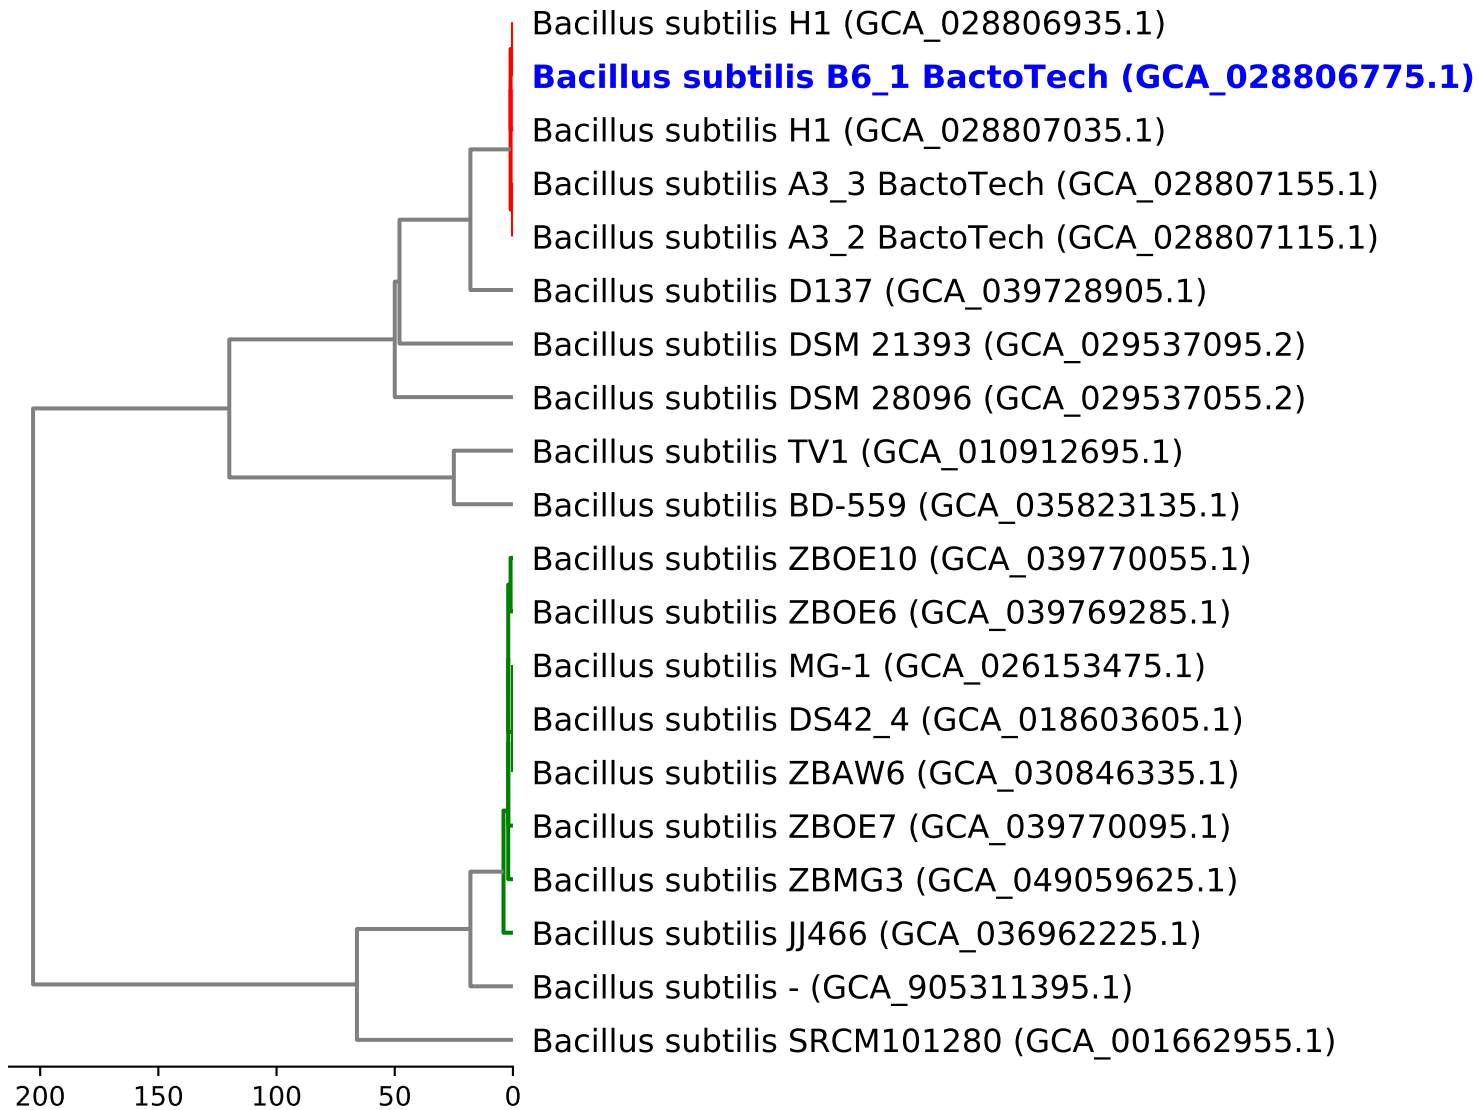 Bacillus subtilis H1 (GCA_028806935.1)
Bacillus subtilis B6_1 BactoTech (GCA_028806775.1)
Bacillus subtilis H1 (GCA_028807035.1)
Bacillus subtilis A3_3 BactoTech (GCA_028807155.1)
Bacillus subtilis A3_2 BactoTech (GCA_028807115.1)
Bacillus subtilis D137 (GCA_039728905.1)
Bacillus subtilis DSM 21393 (GCA_029537095.2)
Bacillus subtilis DSM 28096 (GCA_029537055.2)
Bacillus subtilis TV1 (GCA_010912695.1)
Bacillus subtilis BD-559 (GCA_035823135.1)
Bacillus subtilis ZBOE10 (GCA_039770055.1)
Bacillus subtilis ZBOE6 (GCA_039769285.1)
Bacillus subtilis MG-1 (GCA_026153475.1)
Bacillus subtilis DS42_4 (GCA_018603605.1)
Bacillus subtilis ZBAW6 (GCA_030846335.1)
Bacillus subtilis ZBOE7 (GCA_039770095.1)
Bacillus subtilis ZBMG3 (GCA_049059625.1)
Bacillus subtilis JJ466 (GCA_036962225.1)
Bacillus subtilis - (GCA_905311395.1)
Bacillus subtilis SRCM101280 (GCA_001662955.1)
200 150 100 50 0